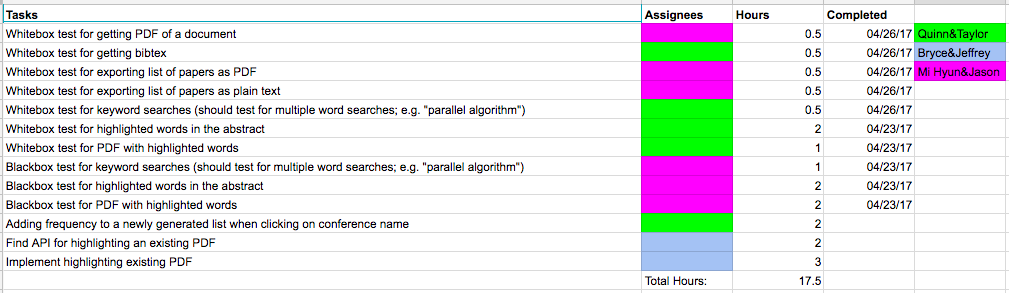 Tasks Assignees Hours Completed
Whitebox test for getting PDF of a document 0.5 04/26/17 Quinn&Taylor
Whitebox test for getting bibtex 0.5 04/26/17 Bryce&Jeffrey
Whitebox test for exporting list of papers as PDF 0.5 04/26/17 Mi Hyun&Jason
Whitebox test for exporting list of papers as plain text 0.5 04/26/17
Whitebox test for keyword searches (should test for multiple word searches; e.g. "parallel algorithm") 0.5 04/26/17
Whitebox test for highlighted words in the abstract 2 04/23/17
Whitebox test for PDF with highlighted words 1 04/23/17
Blackbox test for keyword searches (should test for multiple word searches; e.g. "parallel algorithm") 1 04/23/17
Blackbox test for highlighted words in the abstract 2 04/23/17
Blackbox test for PDF with highlighted words 2 04/23/17
Adding frequency to a newly generated list when clicking on conference name 2
Find API for highlighting an existing PDF 2
Implement highlighting existing PDF 3
Total Hours: 17.5